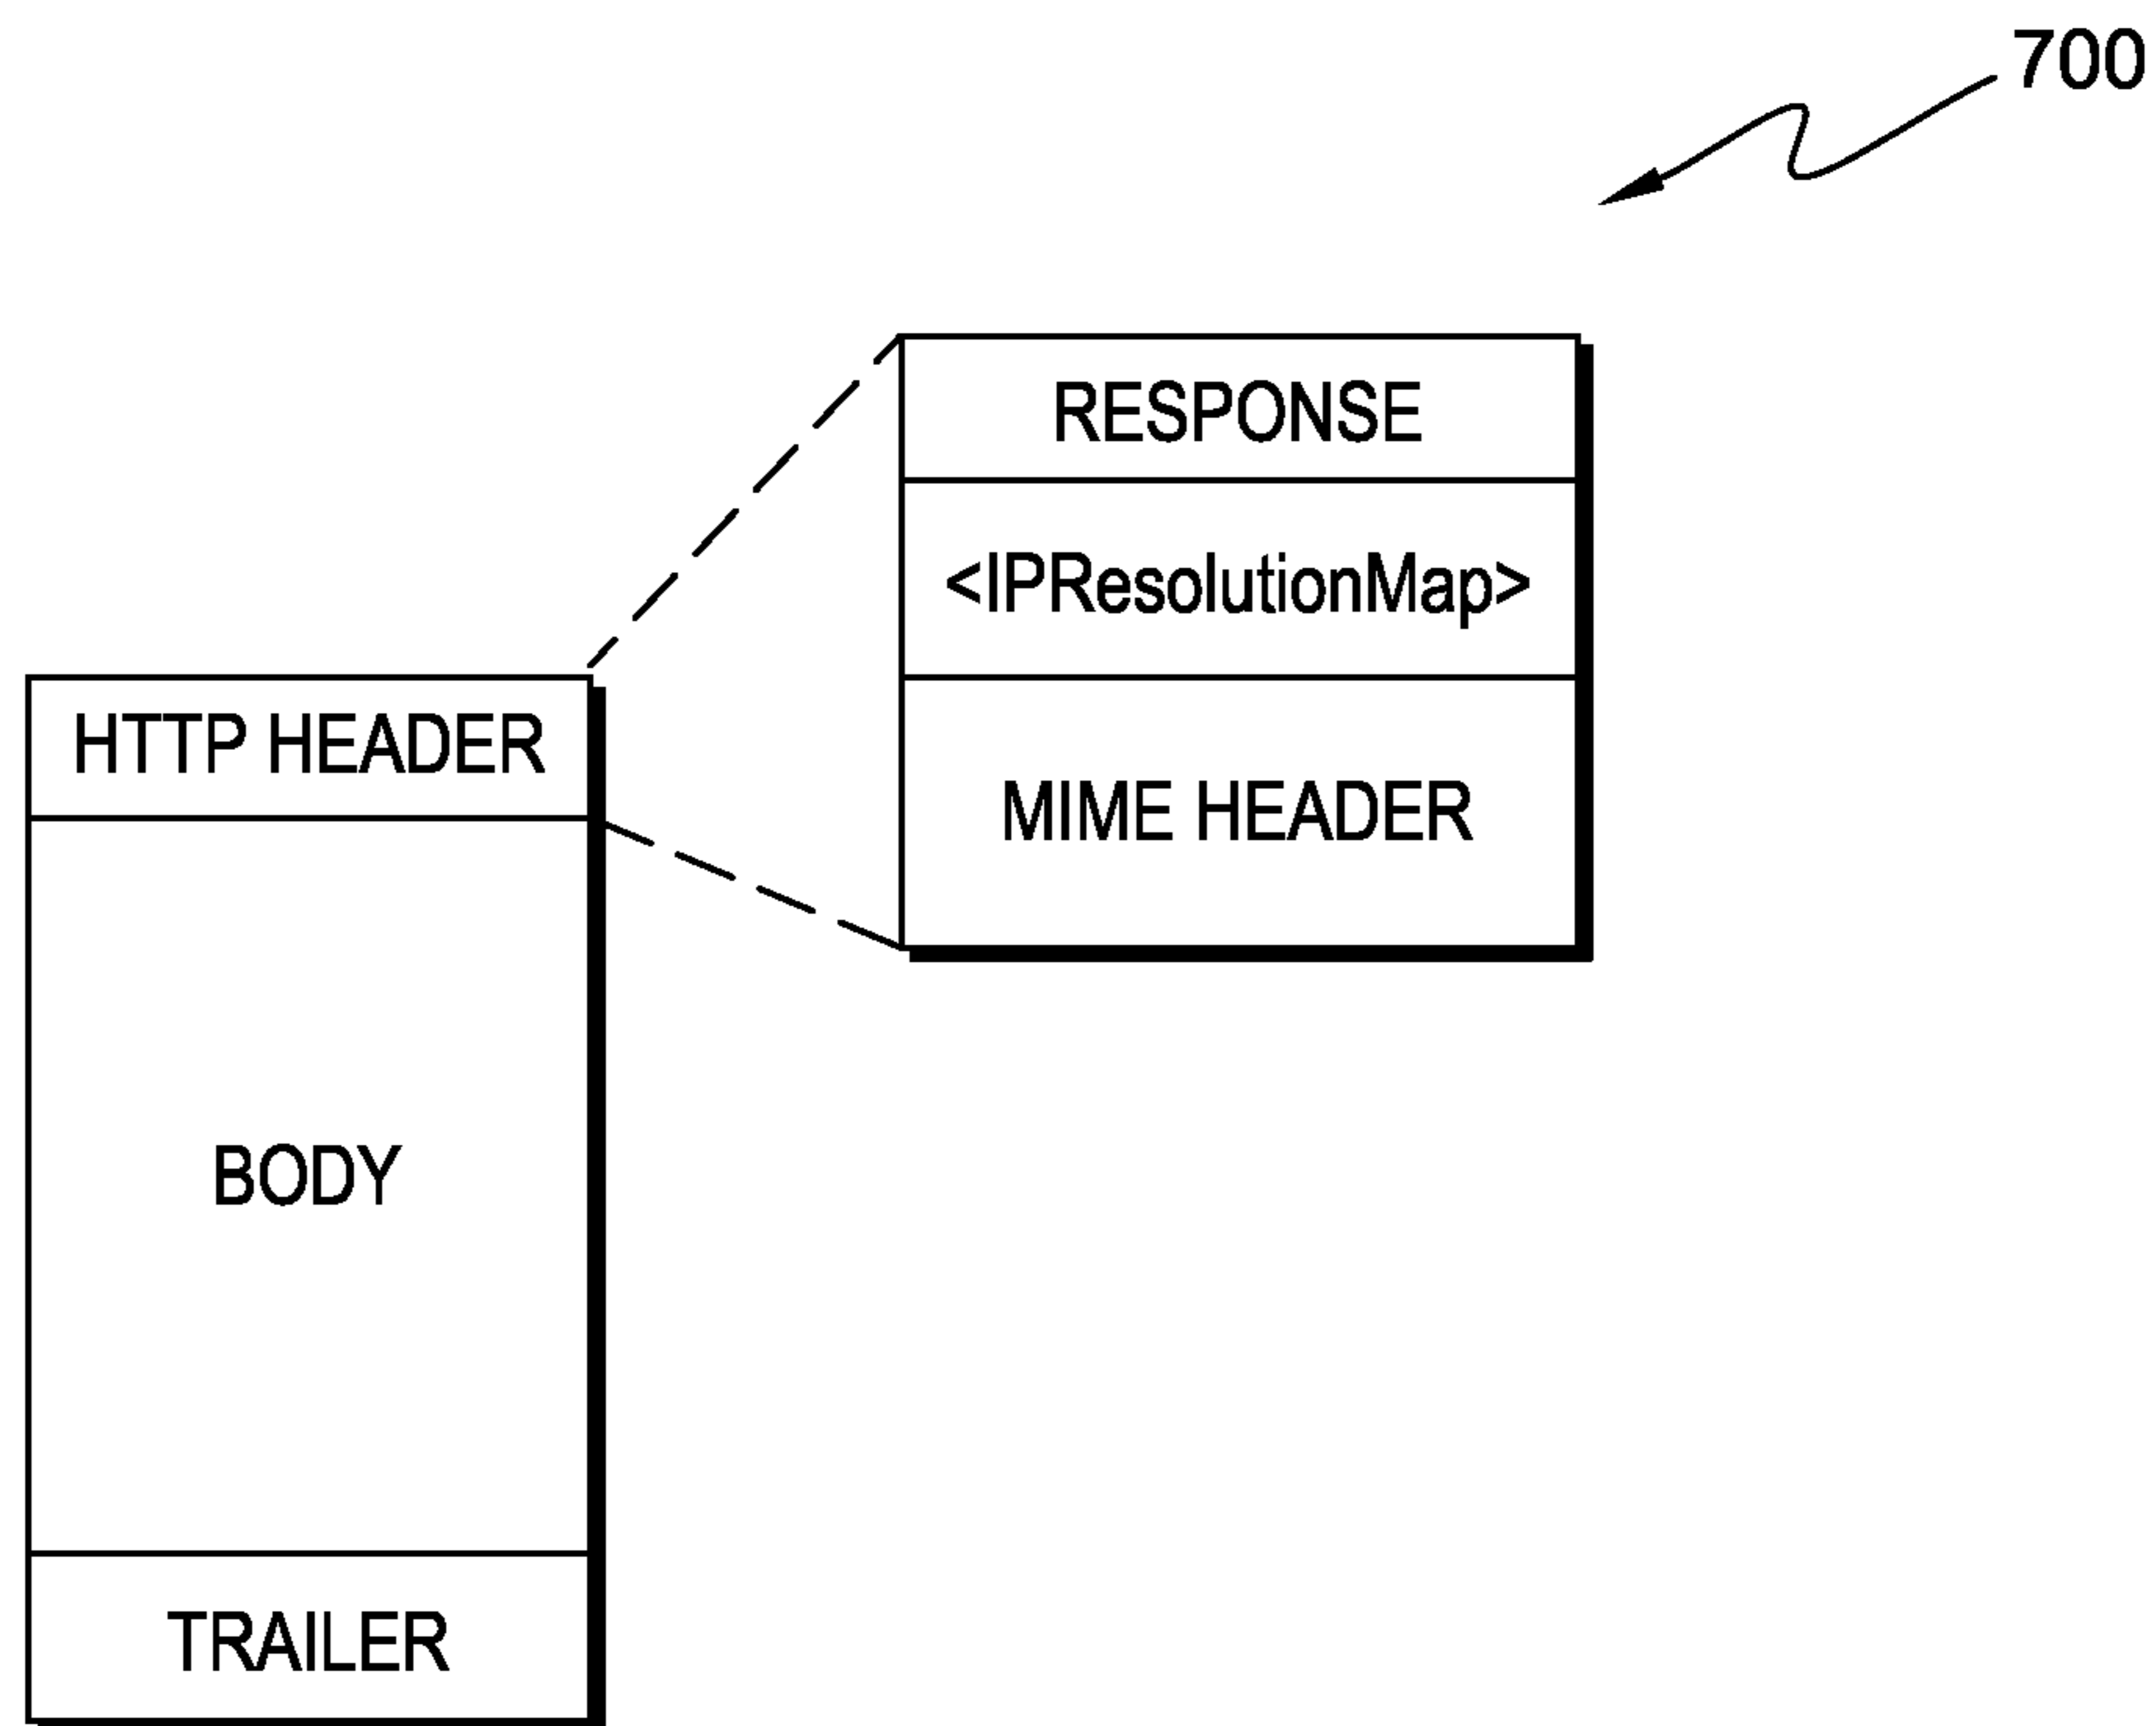 700
RESPONSE
<IPResolutionMap>
MIME HEADER
HTTP HEADER
BODY
TRAILER